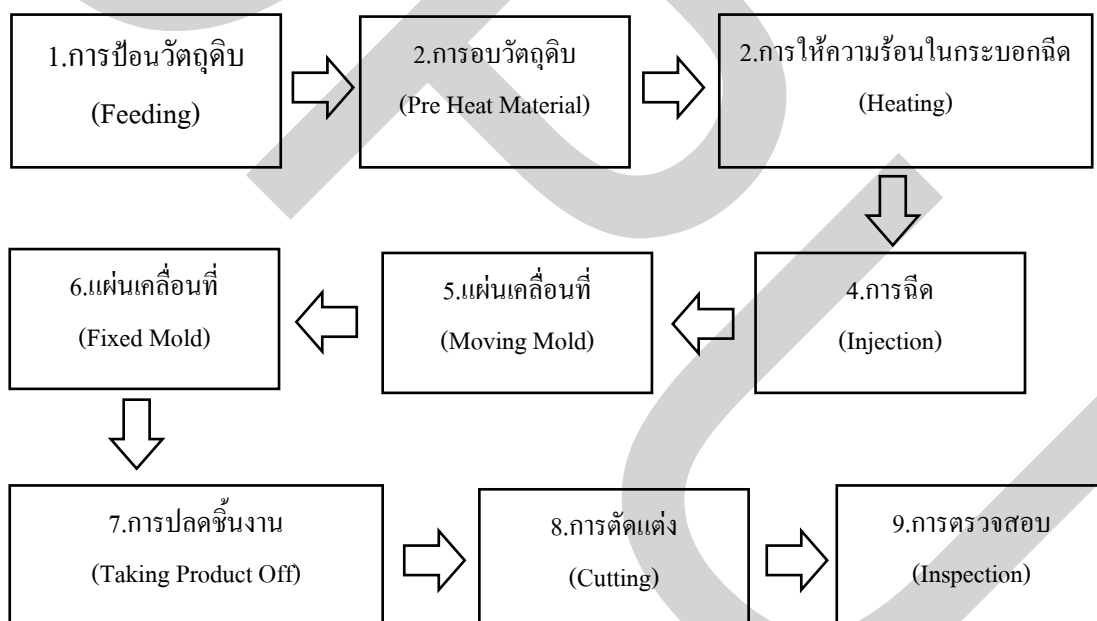 1.การป้อนวัตถุดิบ
(Feeding)
2.การอบวัตถุดิบ
(Pre Heat Material)
2.การให้ความร้อนในกระบอกฉีด
(Heating)
4.การฉีด
(Injection)
5.แผ่นเคลื่อนที่
(Moving Mold)
6.แผ่นเคลื่อนที่
(Fixed Mold)
7.การปลดชิ้นงาน
(Taking Product Off)
8.การตัดแต่ง
(Cutting)
9.การตรวจสอบ
(Inspection)